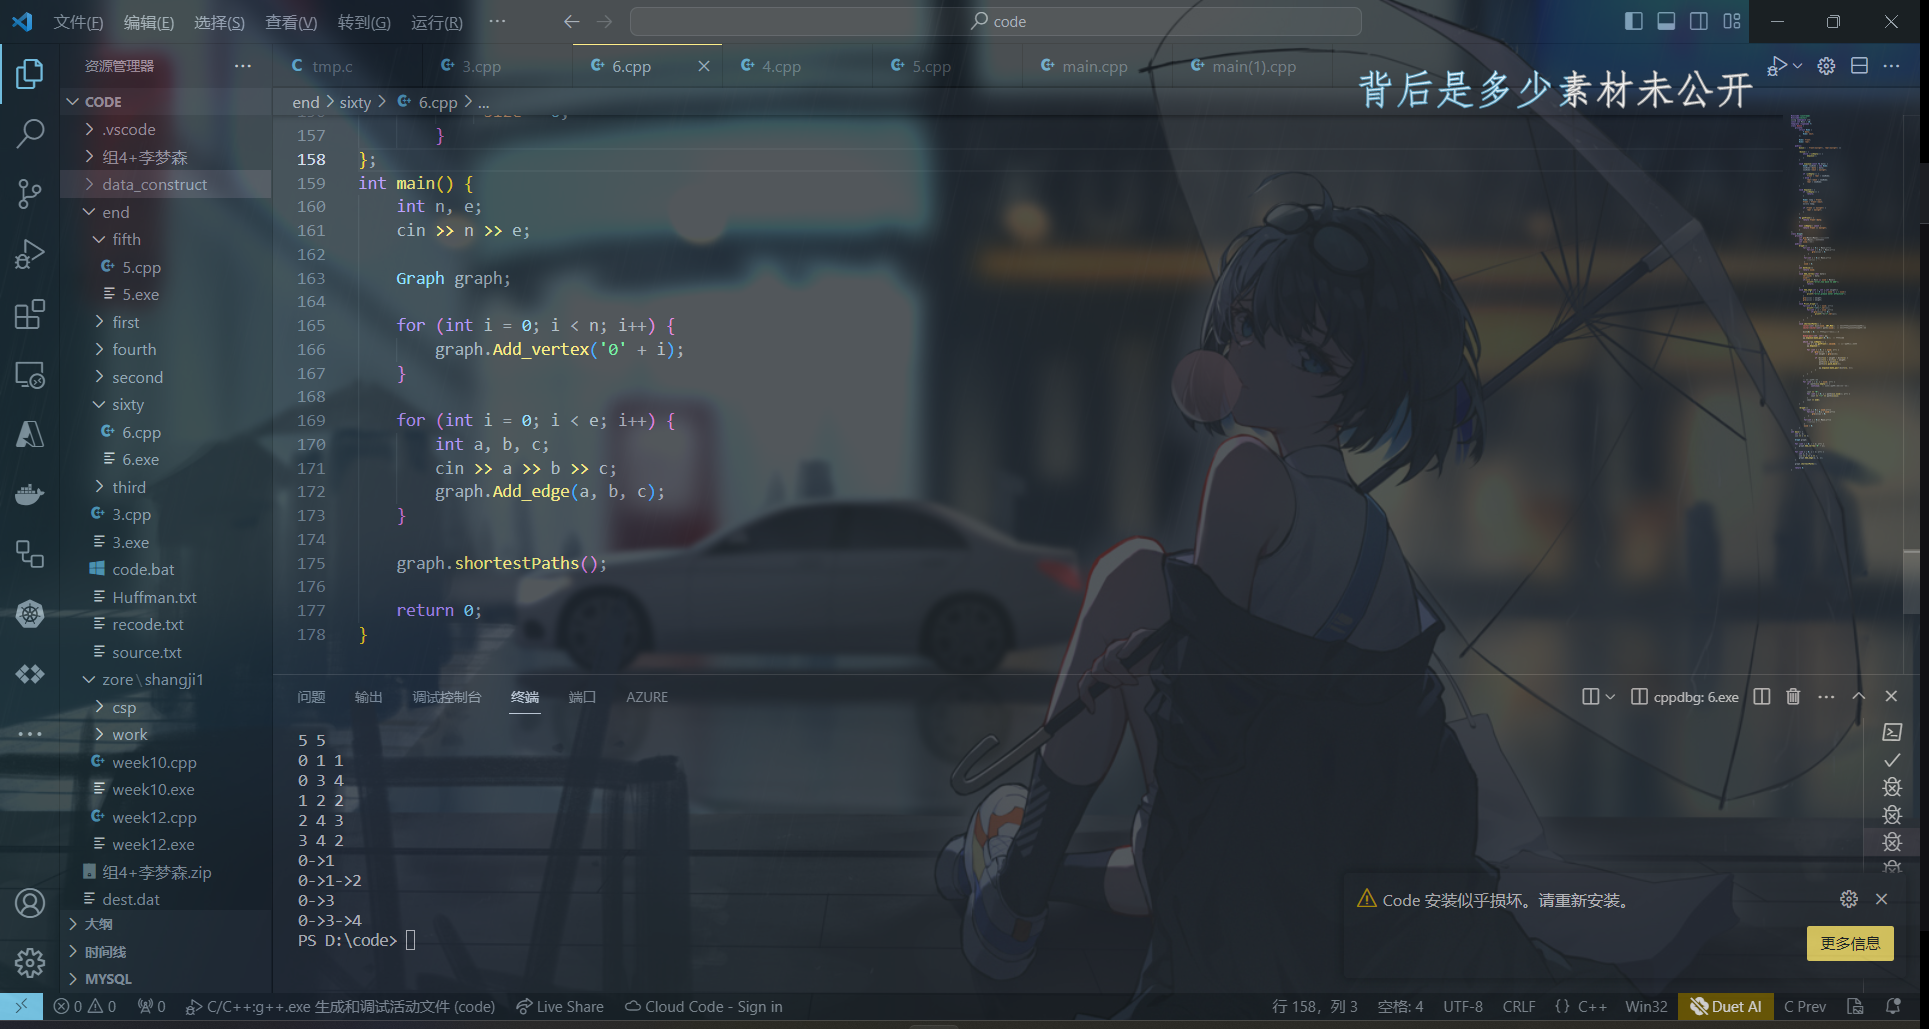 文件(F) 编辑(E) 选择(S) 查看(V) 转到(G) 运行(R) ··· code
资源管理器 ···
tmp.c 3.cpp 6.cpp 4.cpp 5.cpp main.cpp main(1).cpp
背后是多少素材未公开
end > sixty > 6.cpp > ...
CODE
.vscode
组4+李梦森
data_construct
end
fifth
5.cpp
5.exe
first
fourth
second
sixty
6.cpp
6.exe
third
3.cpp
3.exe
code.bat
Huffman.txt
recode.txt
source.txt
zore\shangji1
csp
work
week10.cpp
week10.exe
week12.cpp
week12.exe
组4+李梦森.zip
dest.dat
大纲
时间线
MYSQL
157 }
158 };
159 int main() {
160 int n, e;
161 cin >> n >> e;
162
163 Graph graph;
164
165 for (int i = 0; i < n; i++) {
166 graph.Add_vertex('0' + i);
167 }
168
169 for (int i = 0; i < e; i++) {
170 int a, b, c;
171 cin >> a >> b >> c;
172 graph.Add_edge(a, b, c);
173 }
174
175 graph.shortestPaths();
176
177 return 0;
178 }
问题 输出 调试控制台 终端 端口 AZURE
cppdbg: 6.exe
5 5
0 1 1
0 3 4
1 2 2
2 4 3
3 4 2
0->1
0->1->2
0->3
0->3->4
PS D:\code>
Code 安装似乎损坏。请重新安装。
更多信息
0 0 0 C/C++:g++.exe 生成和调试活动文件 (code) Live Share Cloud Code - Sign in 行 158，列 3 空格: 4 UTF-8 CRLF {} C++ Win32 Duet AI C Prev